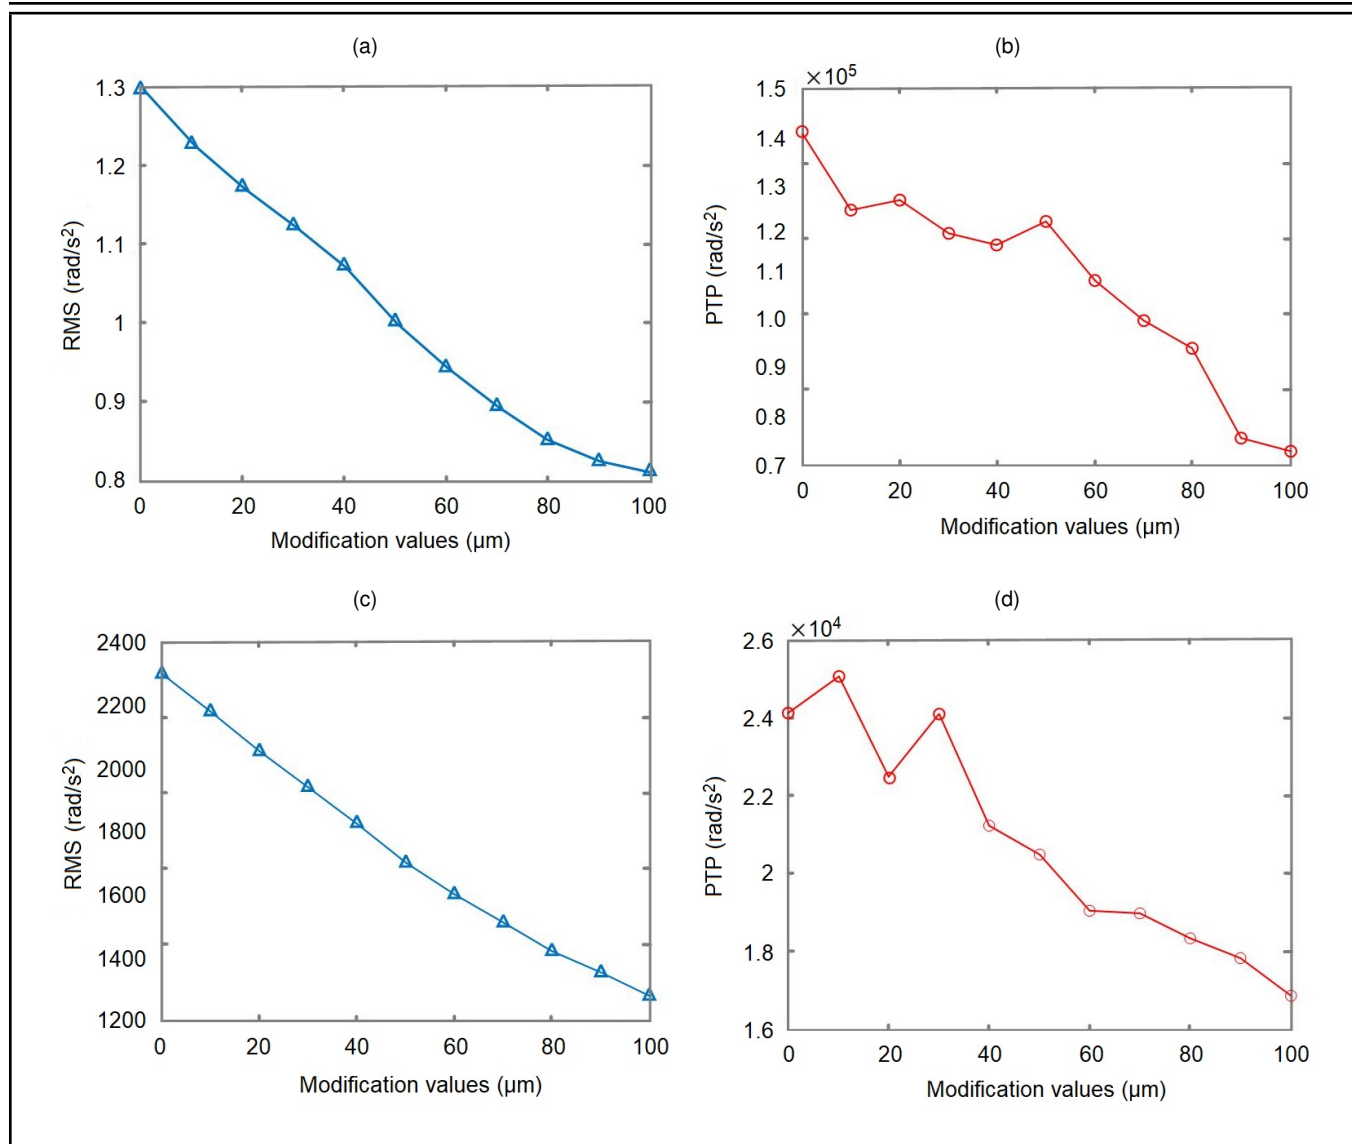 (a)
1.3
1.2
1.1
1
0.9
0.8
RMS (rad/s²)
0 20 40 60 80 100
Modification values (µm)
(b)
×10⁵
1.5
1.4
1.3
1.2
1.1
1.0
0.9
0.8
0.7
PTP (rad/s²)
0 20 40 60 80 100
Modification values (µm)
(c)
2400
2200
2000
1800
1600
1400
1200
RMS (rad/s²)
0 20 40 60 80 100
Modification values (µm)
(d)
×10⁴
2.6
2.4
2.2
2
1.8
1.6
PTP (rad/s²)
0 20 40 60 80 100
Modification values (µm)